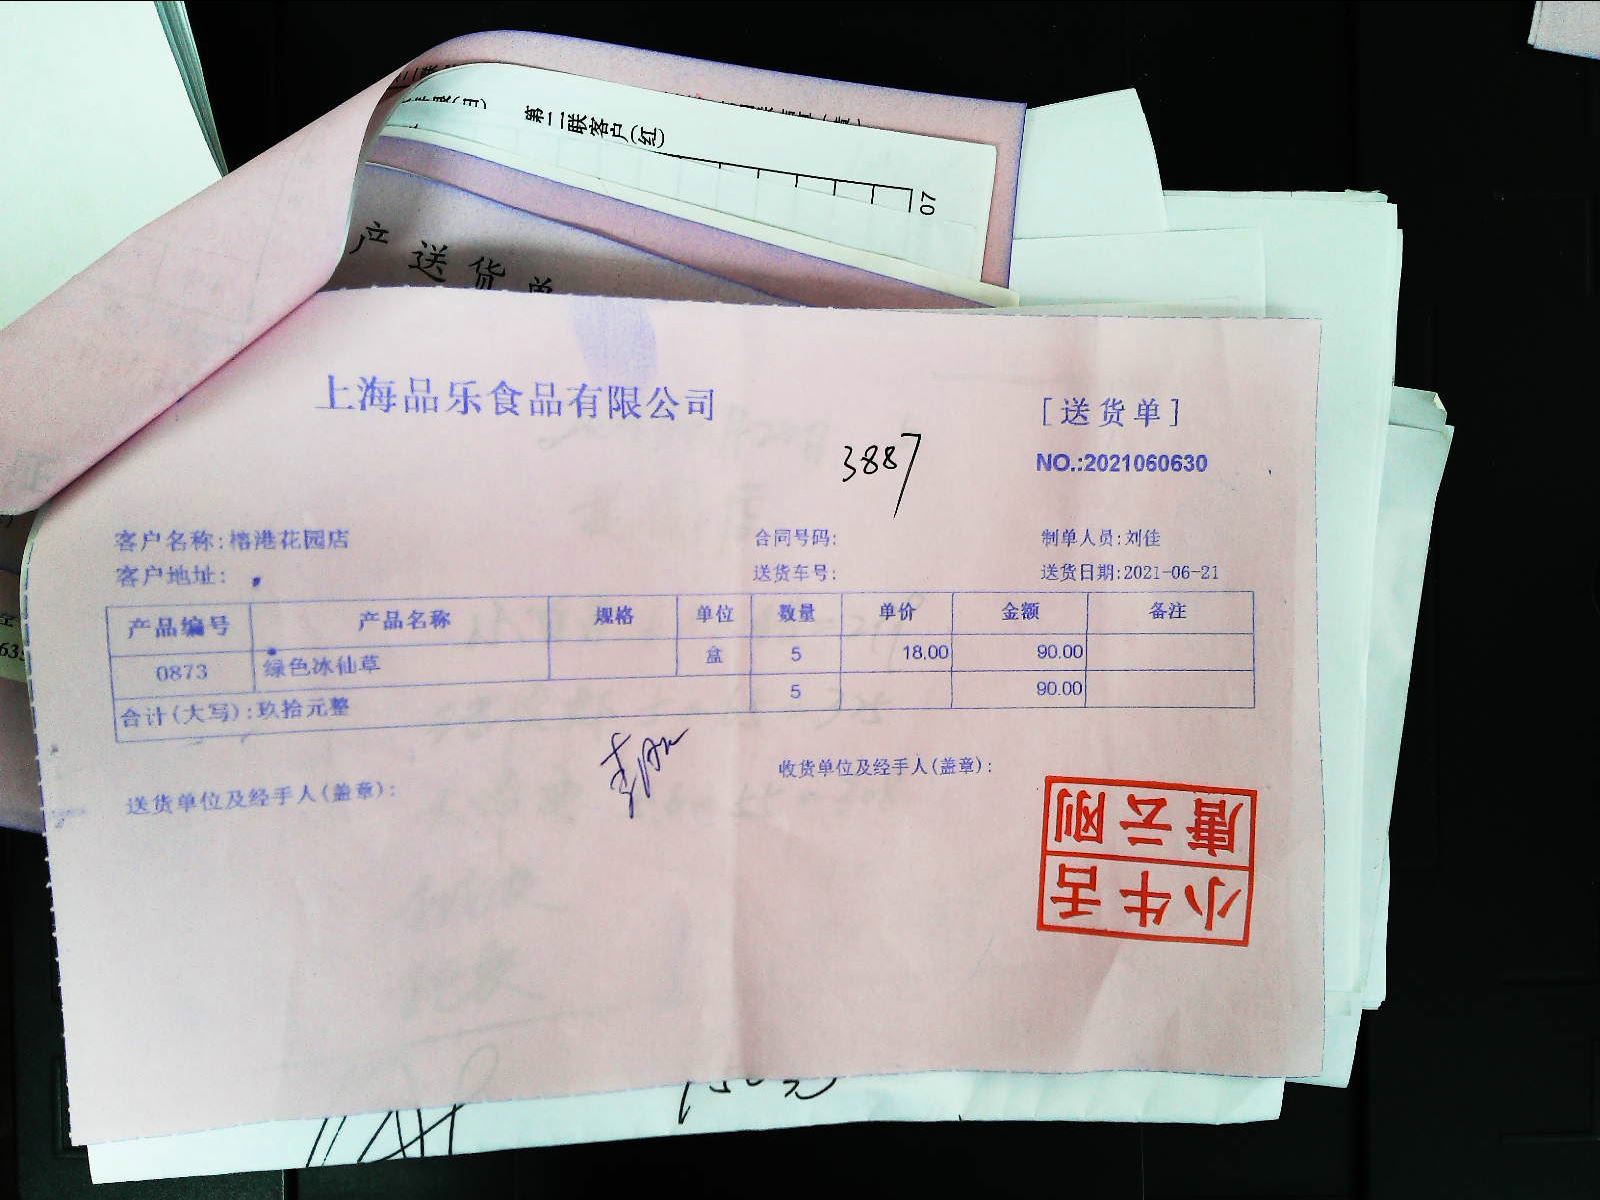 第二联客户(红)
07
产送货单
上海品乐食品有限公司
[送货单]
3887
NO.:2021060630
客户名称:榕港花园店
合同号码:
制单人员:刘佳
客户地址:
送货车号:
送货日期:2021-06-21
产品编号 产品名称 规格 单位 数量 单价 金额 备注
0873 绿色冰仙草 盒 5 18.00 90.00
合计(大写):玖拾元整 5 90.00
送货单位及经手人(盖章):
收货单位及经手人(盖章):
小牛吉
唐云刚